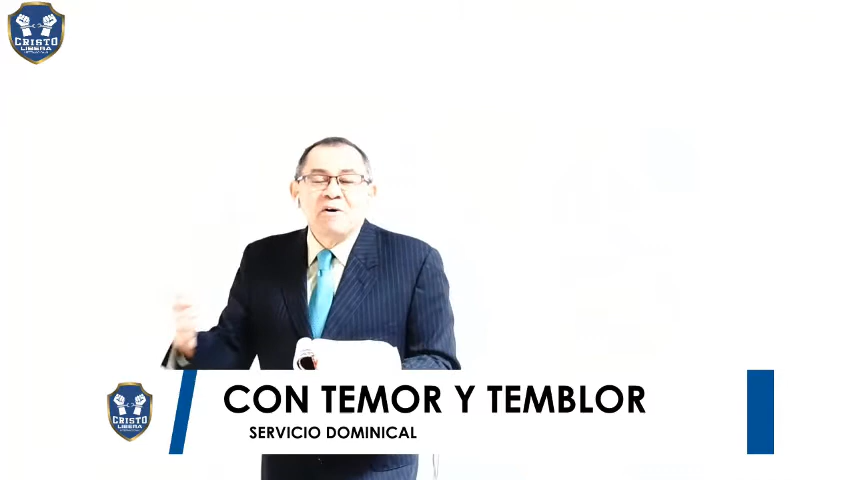 CRISTO
LIBERA
CON TEMOR Y TEMBLOR
SERVICIO DOMINICAL
CRISTO
LIBERA